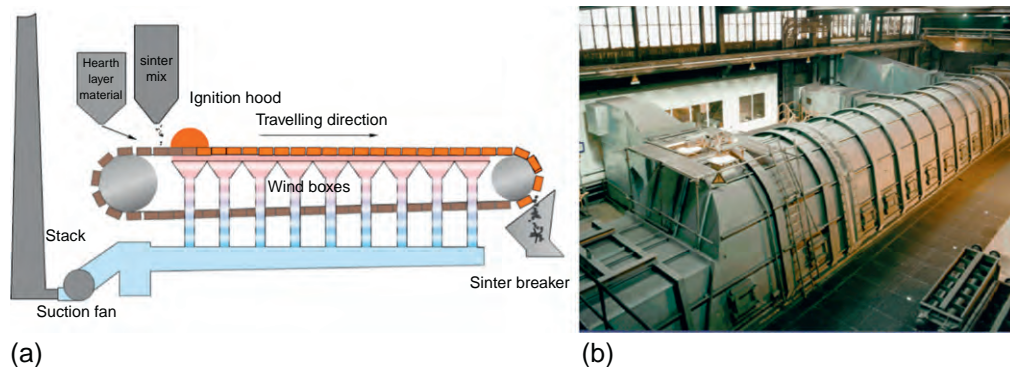 Hearth
layer
material
sinter
mix
Ignition hood
Travelling direction
Wind boxes
Stack
Suction fan
Sinter breaker
(a)
(b)